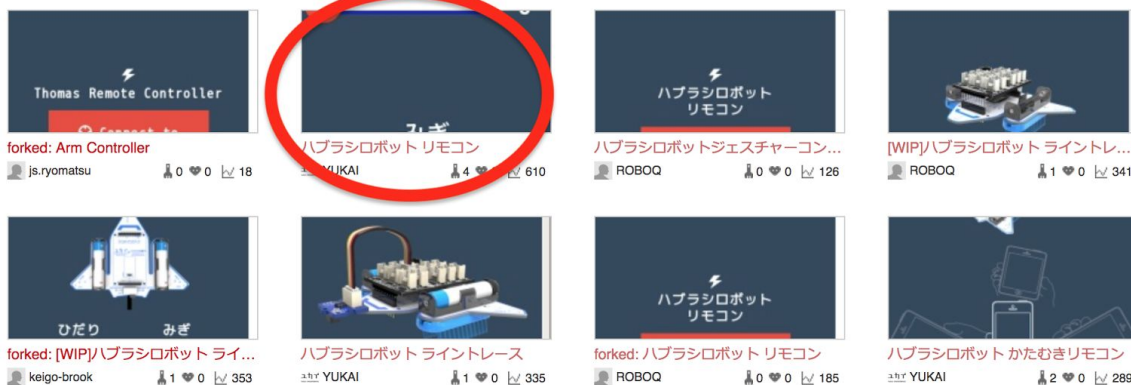 Thomas Remote Controller
forked: Arm Controller
js.ryomatsu 0 0 18
みぎ
ハブラシロボット リモコン
YUKAI 4 610
ハブラシロボット
リモコン
ハブラシロボットジェスチャーコン...
ROBOQ 0 0 126
[WIP]ハブラシロボット ライントレ...
ROBOQ 1 0 341
ひだり みぎ
forked: [WIP]ハブラシロボット ライ...
keigo-brook 1 0 353
ハブラシロボット ライントレース
ユカイ YUKAI 1 0 335
ハブラシロボット
リモコン
forked: ハブラシロボット リモコン
ROBOQ 0 0 185
ハブラシロボット かたむきリモコン
ユカイ YUKAI 2 0 289